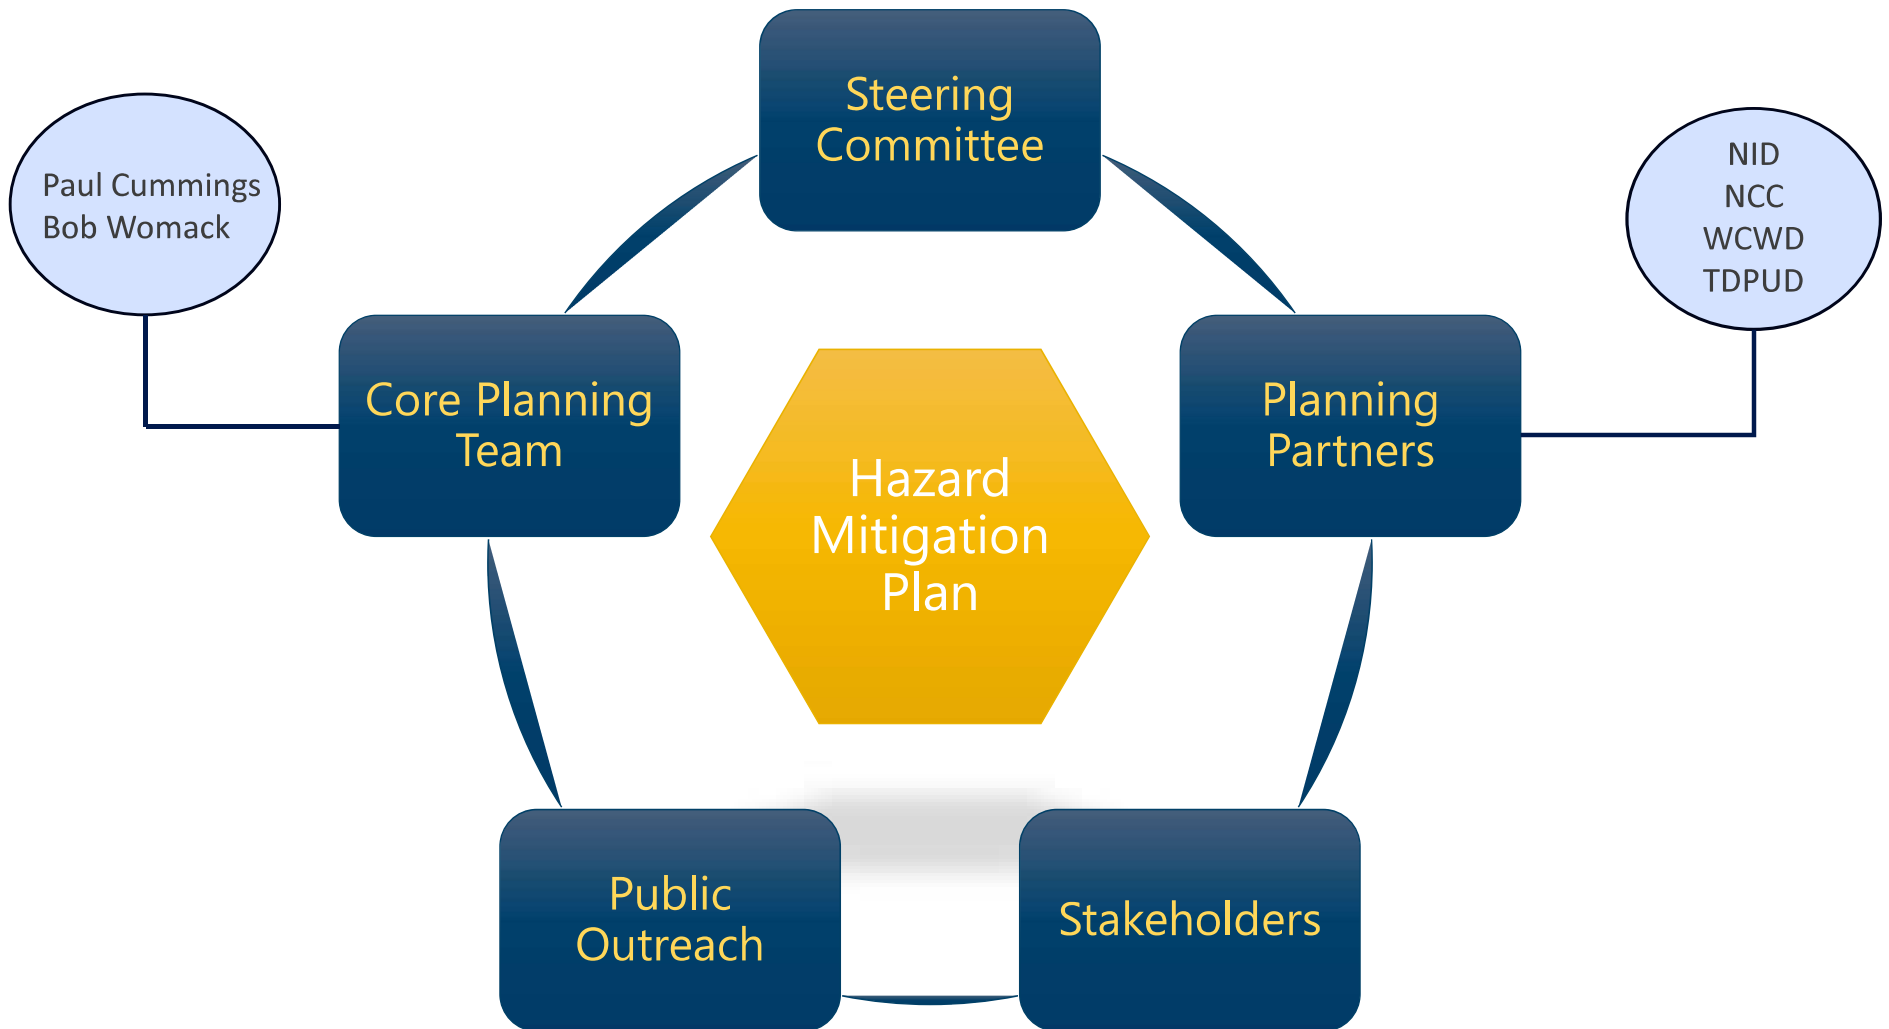 Steering
Committee
Paul Cummings
Bob Womack
NID
NCC
WCWD
TDPUD
Core Planning
Team
Planning
Partners
Hazard
Mitigation
Plan
Public
Outreach
Stakeholders